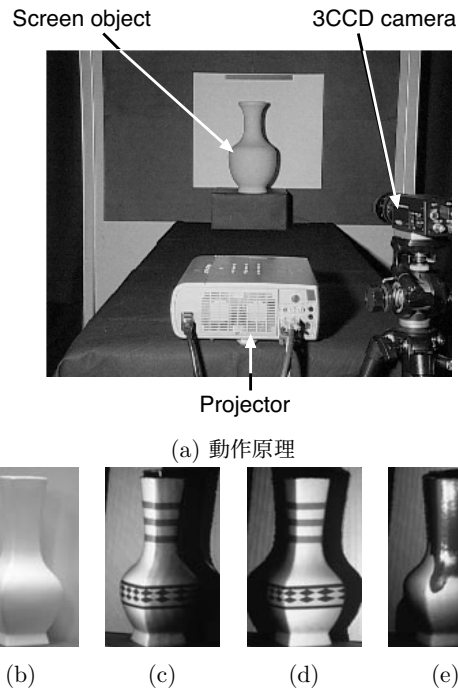 Screen object
3CCD camera
Projector
(a) 動作原理
(b)
(c)
(d)
(e)